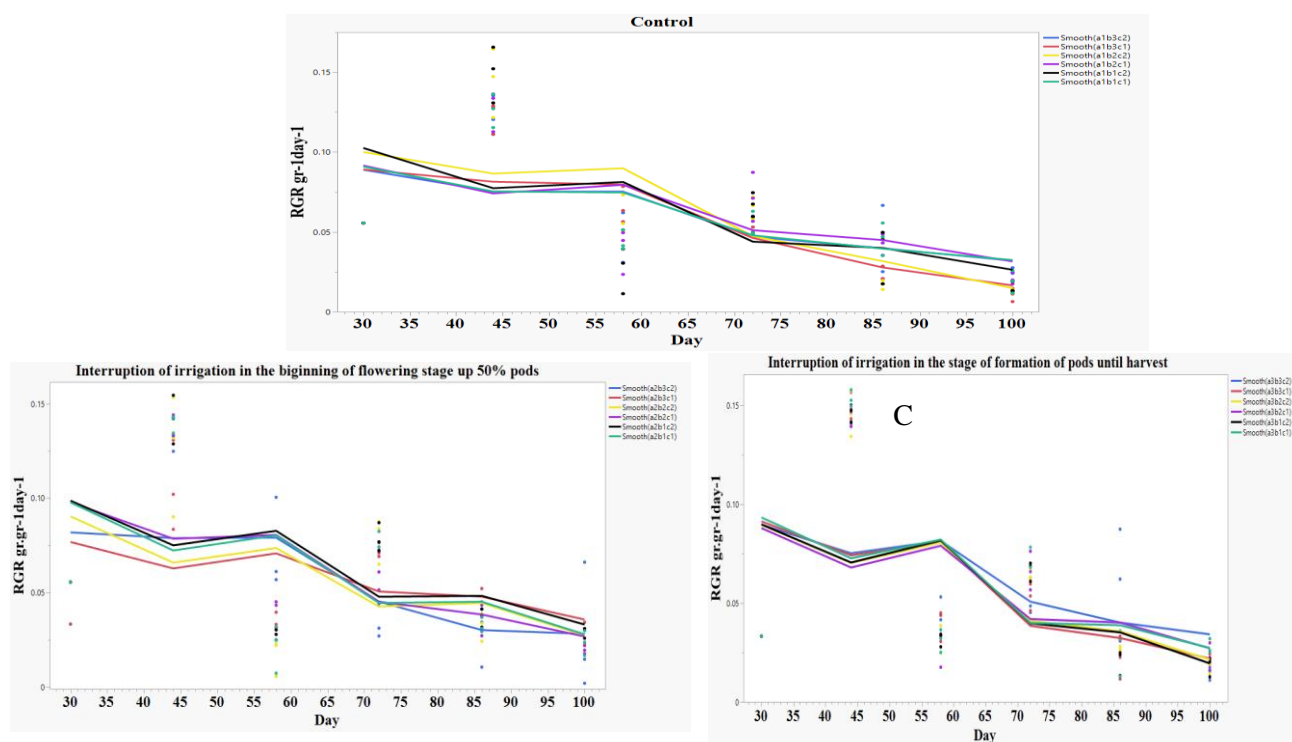 Control
Smooth(a1b3c2)
Smooth(a1b3c1)
Smooth(a1b2c2)
Smooth(a1b2c1)
Smooth(a1b1c2)
Smooth(a1b1c1)
RGR gr-1day-1
0.15
0.10
0.05
0
30 35 40 45 50 55 60 65 70 75 80 85 90 95 100
Day
Interruption of irrigation in the biginning of flowering stage up 50% pods
Smooth(a2b3c2)
Smooth(a2b3c1)
Smooth(a2b2c2)
Smooth(a2b2c1)
Smooth(a2b1c2)
Smooth(a2b1c1)
RGR gr.gr-1day-1
0.15
0.10
0.05
0
30 35 40 45 50 55 60 65 70 75 80 85 90 95 100
Day
Interruption of irrigation in the stage of formation of pods until harvest
C
Smooth(a3b3c2)
Smooth(a3b3c1)
Smooth(a3b2c2)
Smooth(a3b2c1)
Smooth(a3b1c2)
Smooth(a3b1c1)
RGR gr.gr-1day-1
0.15
0.10
0.05
0
30 35 40 45 50 55 60 65 70 75 80 85 90 95 100
Day